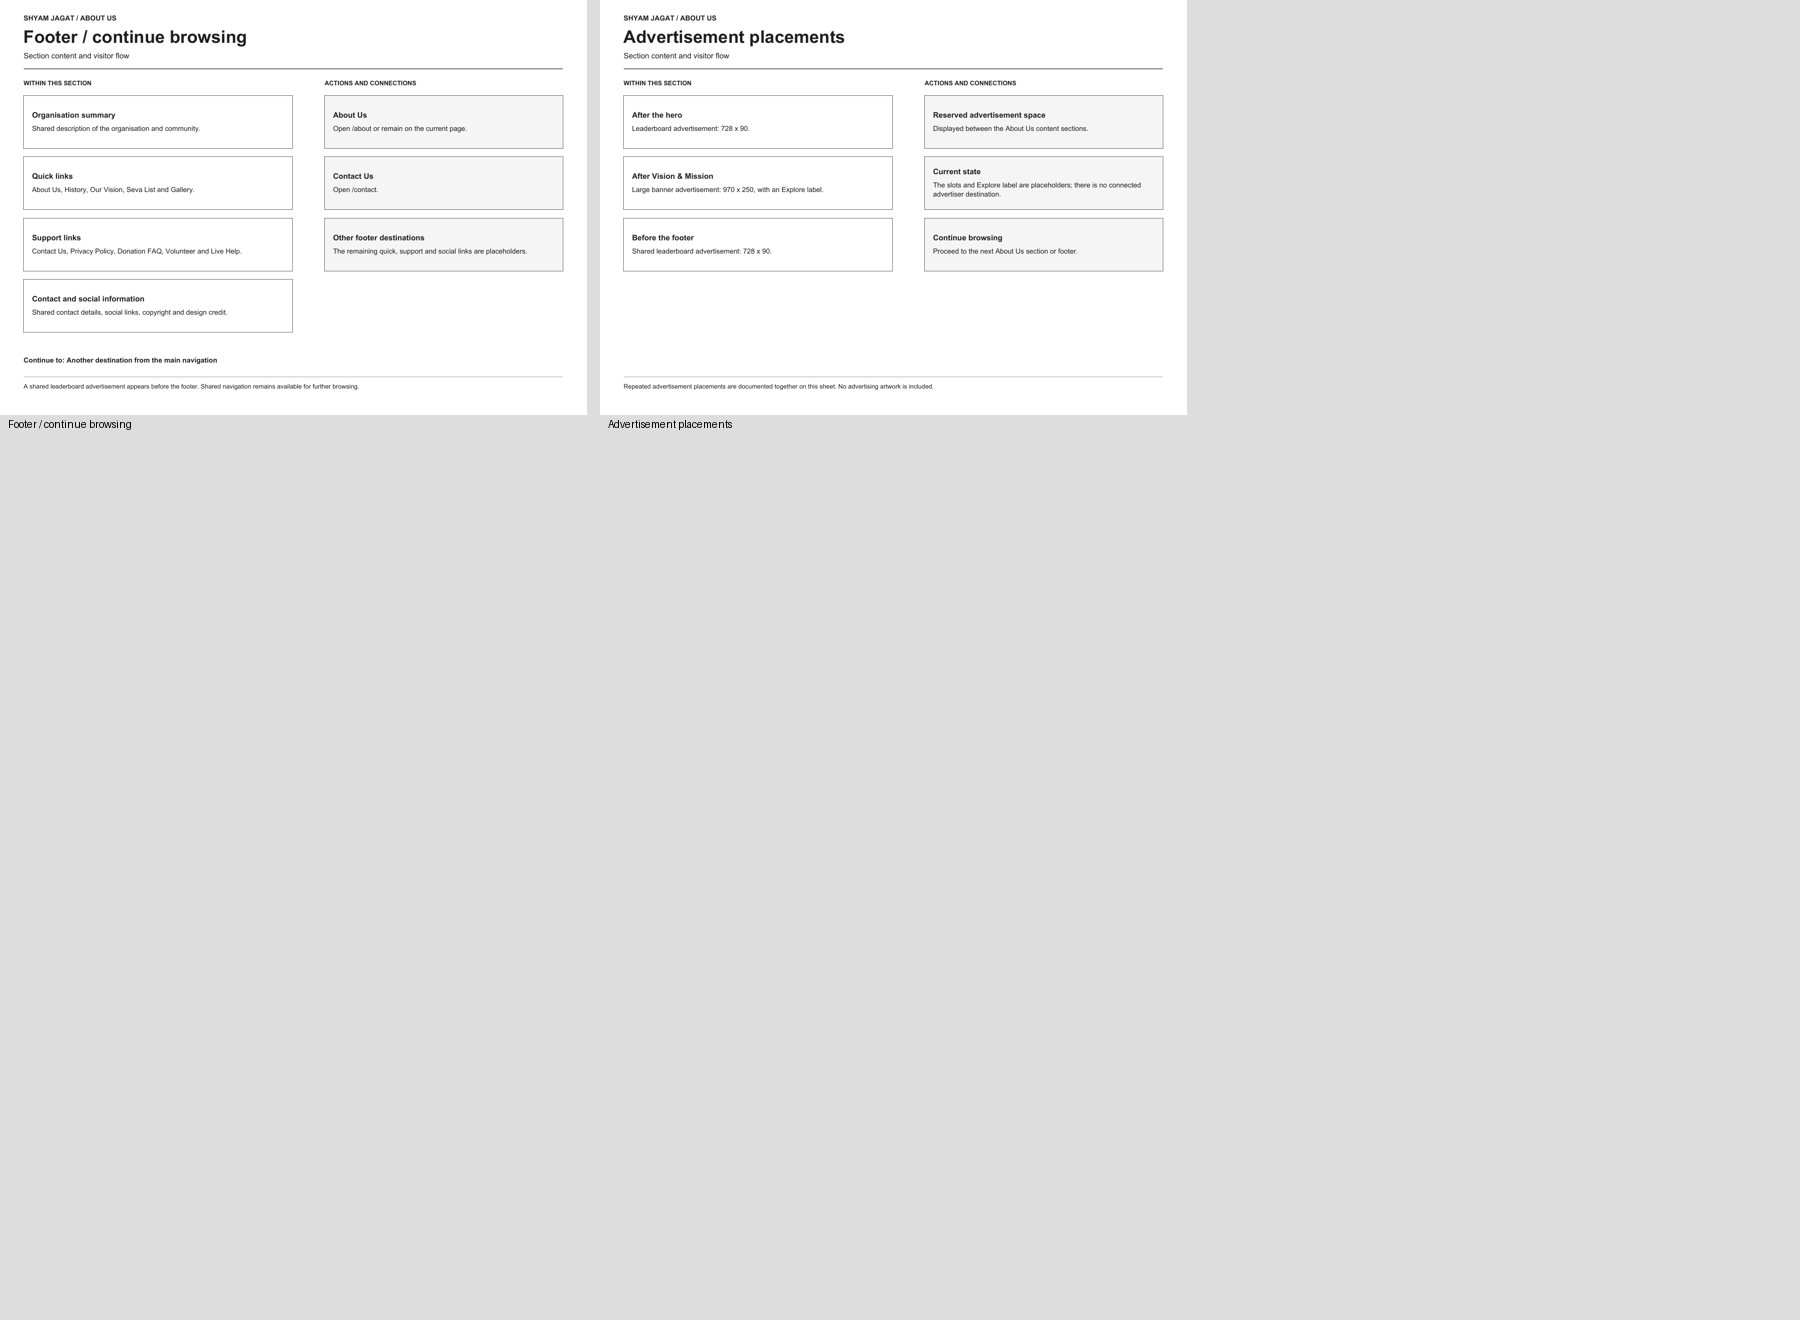 SHYAM JAGAT / ABOUT US
Footer / continue browsing
Section content and visitor flow
WITHIN THIS SECTION
Organisation summary
Shared description of the organisation and community.
Quick links
About Us, History, Our Vision, Seva List and Gallery.
Support links
Contact Us, Privacy Policy, Donation FAQ, Volunteer and Live Help.
Contact and social information
Shared contact details, social links, copyright and design credit.
ACTIONS AND CONNECTIONS
About Us
Open /about or remain on the current page.
Contact Us
Open /contact.
Other footer destinations
The remaining quick, support and social links are placeholders.
Continue to: Another destination from the main navigation
A shared leaderboard advertisement appears before the footer. Shared navigation remains available for further browsing.
Footer / continue browsing
SHYAM JAGAT / ABOUT US
Advertisement placements
Section content and visitor flow
WITHIN THIS SECTION
After the hero
Leaderboard advertisement: 728 x 90.
After Vision & Mission
Large banner advertisement: 970 x 250, with an Explore label.
Before the footer
Shared leaderboard advertisement: 728 x 90.
ACTIONS AND CONNECTIONS
Reserved advertisement space
Displayed between the About Us content sections.
Current state
The slots and Explore label are placeholders; there is no connected
advertiser destination.
Continue browsing
Proceed to the next About Us section or footer.
Repeated advertisement placements are documented together on this sheet. No advertising artwork is included.
Advertisement placements